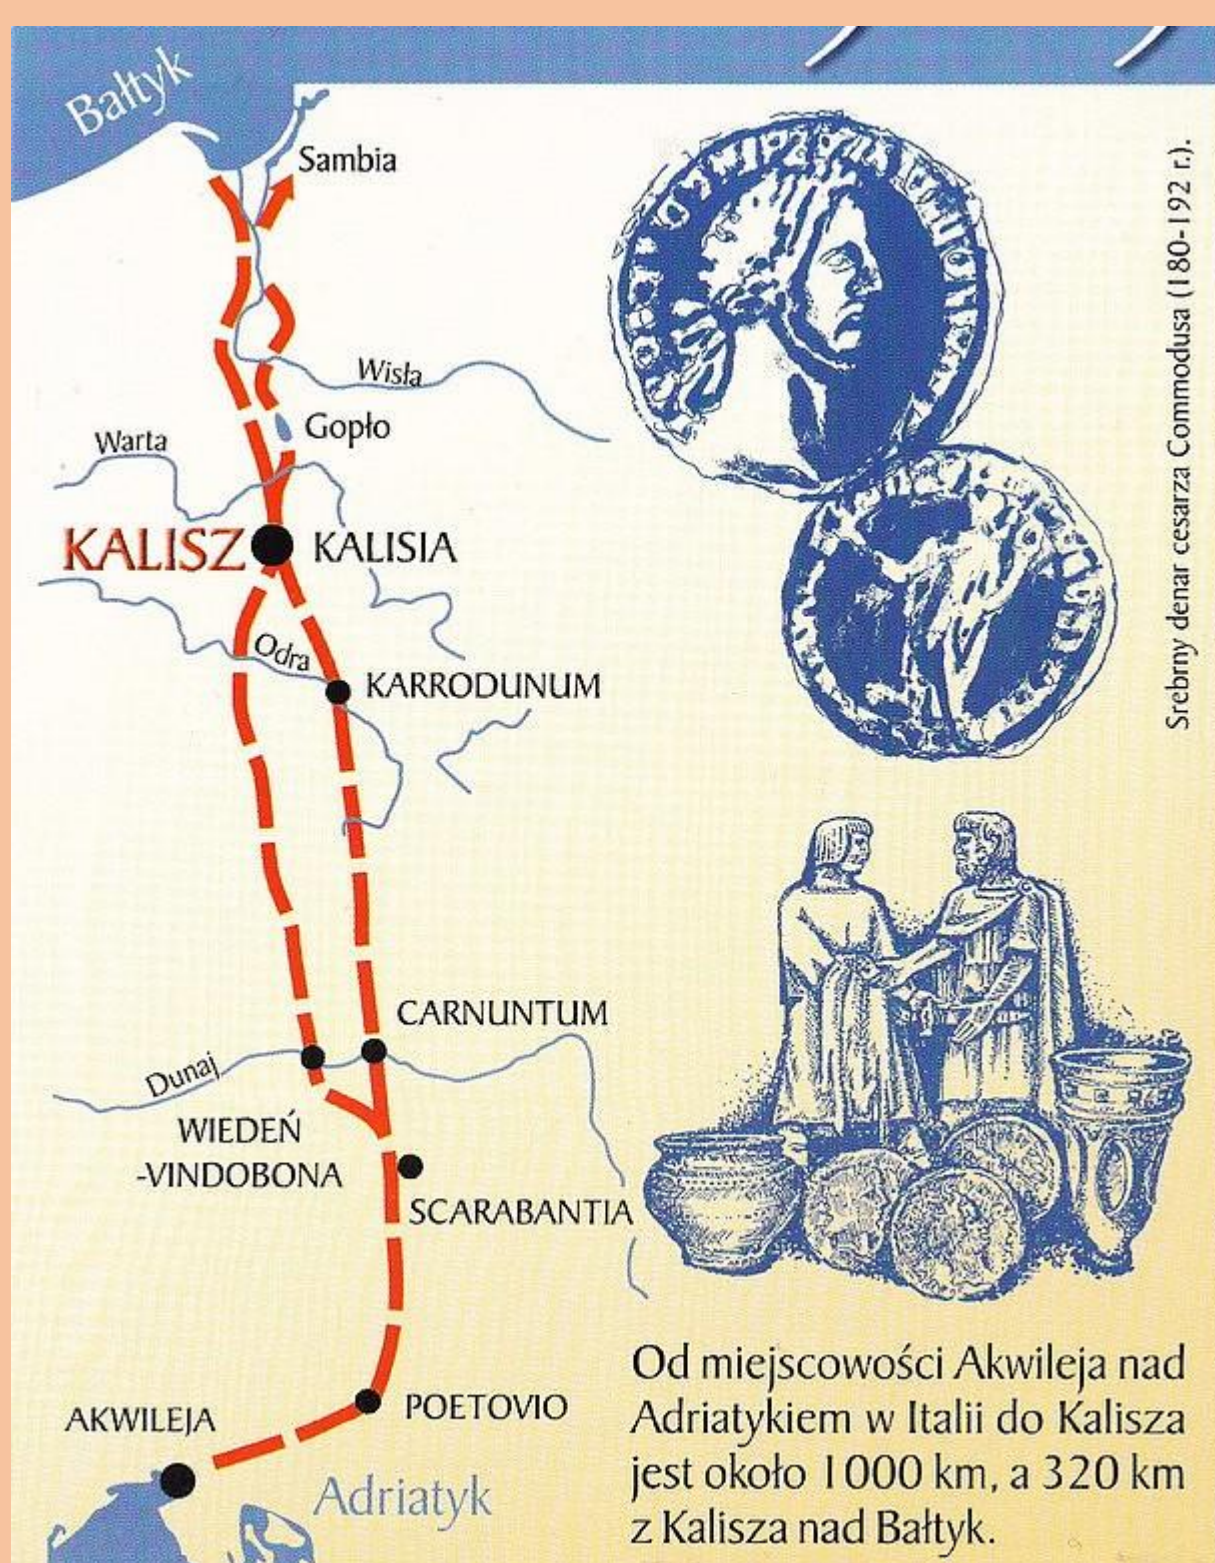 Bałtyk
Sambia
Wisła
Gopło
Warta
KALISZ
KALISIA
Odra
KARRODUNUM
CARNUNTUM
Dunaj
WIEDEŃ
-VINDOBONA
SCARABANTIA
POETOVIO
AKWILEJA
Adriatyk
Srebrny denar cesarza Commodusa (180-192 r.).
Od miejscowości Akwileja nad
Adriatykiem w Italii do Kalisza
jest około 1000 km, a 320 km
z Kalisza nad Bałtyk.